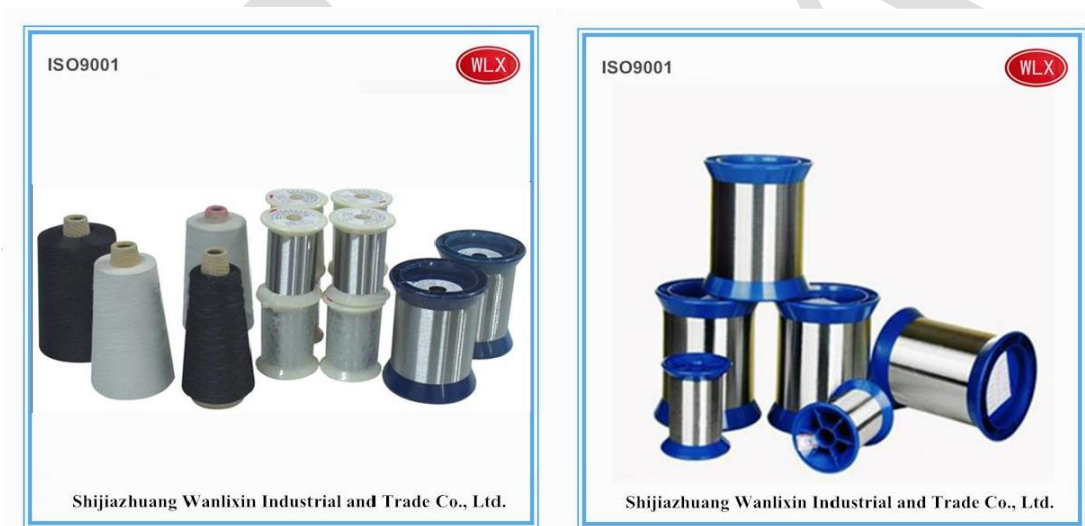 ISO9001
WLX
Shijiazhuang Wanlixin Industrial and Trade Co., Ltd.
ISO9001
WLX
Shijiazhuang Wanlixin Industrial and Trade Co., Ltd.